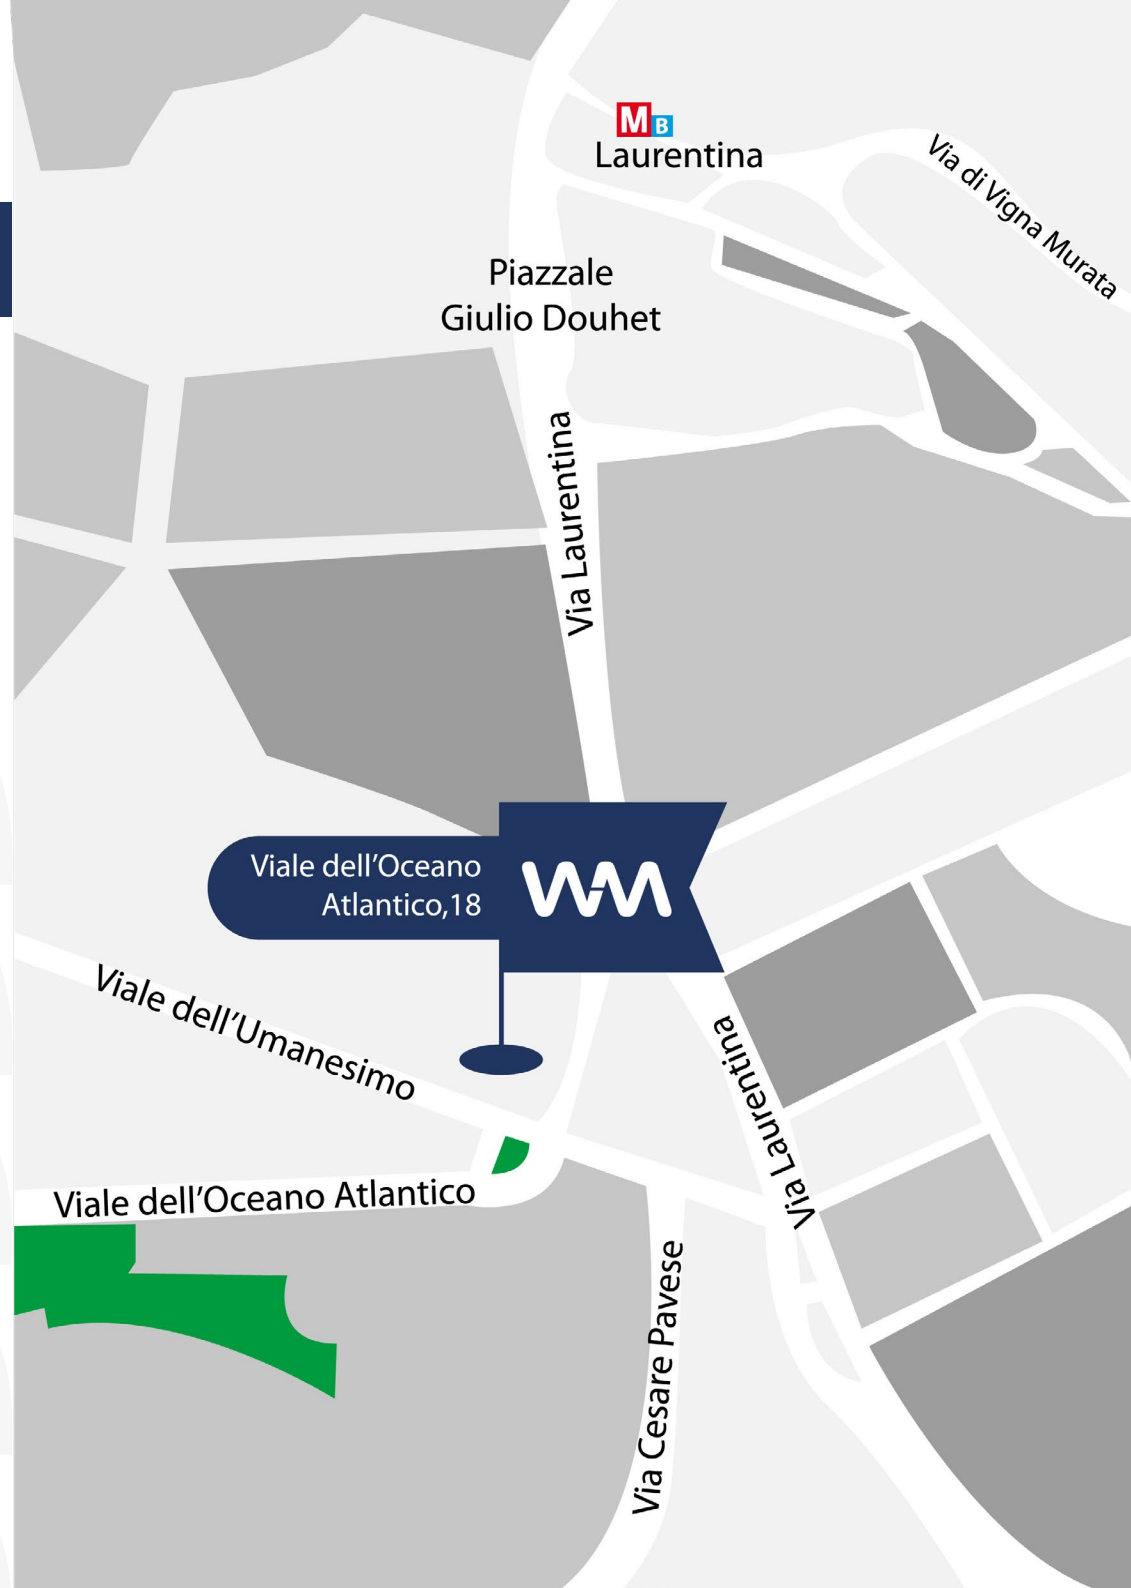 M B
Laurentina
Via di Vigna Murata
Piazzale
Giulio Douhet
Via Laurentina
Viale dell’Oceano
Atlantico,18
WM
Viale dell’Umanesimo
Via Laurentina
Viale dell’Oceano Atlantico
Via Cesare Pavese